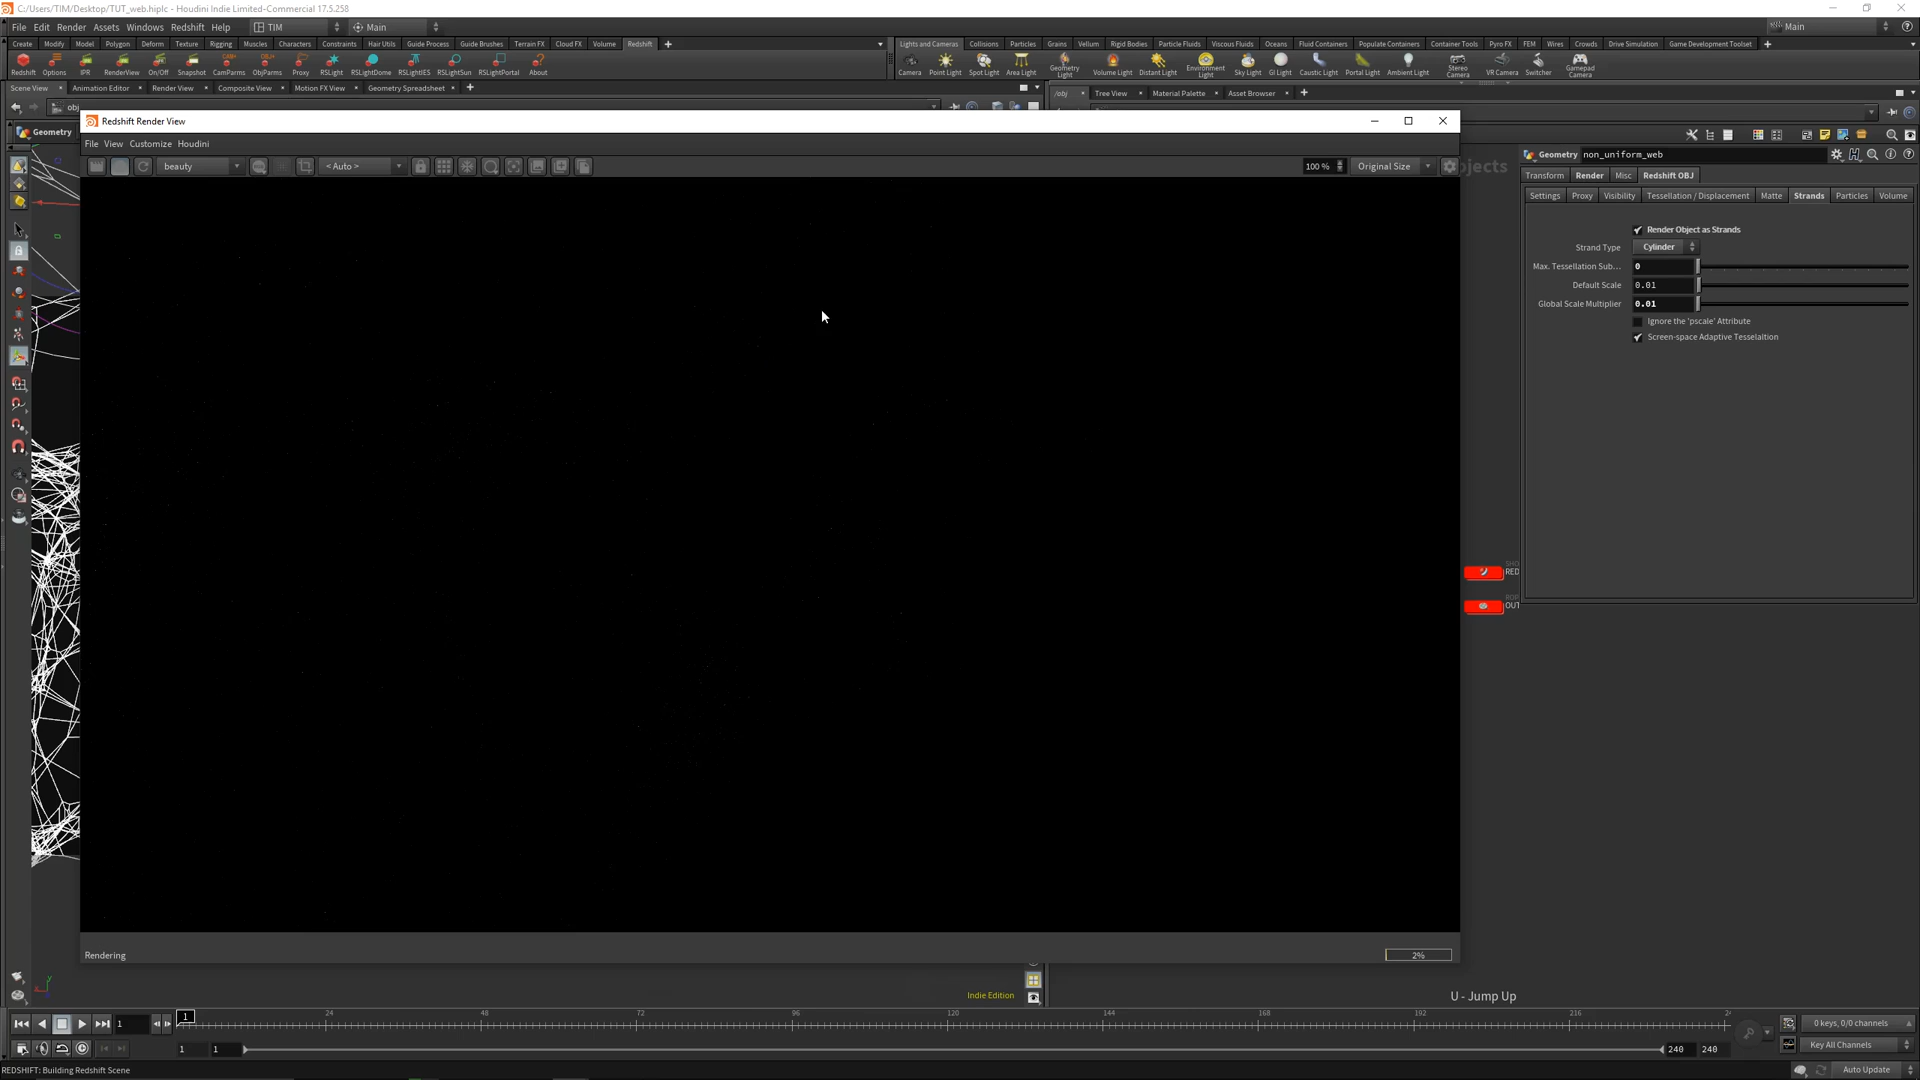 C:/Users/TIM/Desktop/TUT_web.hiplc - Houdini Indie Limited-Commercial 17.5.258
File Edit Render Assets Windows Redshift Help TIM Main Main
Create Modify Model Polygon Deform Texture Rigging Muscles Characters Constraints Hair Utils Guide Process Guide Brushes Terrain FX Cloud FX Volume Redshift
Lights and Cameras Collisions Particles Grains Vellum Rigid Bodies Particle Fluids Viscous Fluids Oceans Fluid Containers Populate Containers Container Tools Pyro FX FEM Wires Crowds Drive Simulation Game Development Toolset
Redshift Options IPR RenderView On/Off Snapshot CamParms ObjParms Proxy RSLight RSLightDome RSLightIES RSLightSun RSLightPortal About
Camera Point Light Spot Light Area Light Geometry Light Volume Light Distant Light Environment Light Sky Light GI Light Caustic Light Portal Light Ambient Light Stereo Camera VR Camera Switcher Gamepad Camera
Scene View Animation Editor Render View Composite View Motion FX View Geometry Spreadsheet
/obj Tree View Material Palette Asset Browser
obj
Geometry
Redshift Render View
File View Customize Houdini
beauty < Auto > 100 % Original Size
bjects
Geometry non_uniform_web
Transform Render Misc Redshift OBJ
Settings Proxy Visibility Tessellation / Displacement Matte Strands Particles Volume
Render Object as Strands
Strand Type Cylinder
Max. Tessellation Sub... 0
Default Scale 0.01
Global Scale Multiplier 0.01
Ignore the 'pscale' Attribute
Screen-space Adaptive Tesselaltion
SHO
RED
ROP
OUT
Rendering 2%
Indie Edition
U - Jump Up
1 1 24 48 72 96 120 144 168 192 216 24
0 keys, 0/0 channels
1 1 240 240
Key All Channels
REDSHIFT: Building Redshift Scene
Auto Update